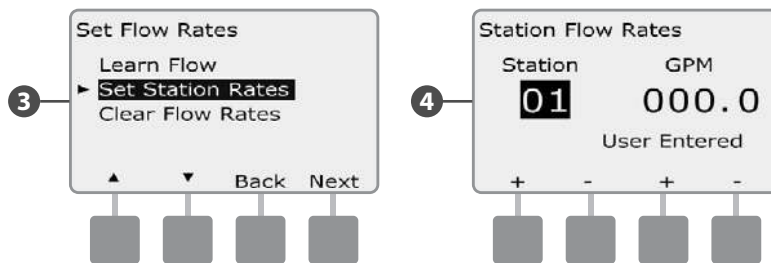 3
Set Flow Rates
Learn Flow
► Set Station Rates
Clear Flow Rates
▲ ▼ Back Next
4
Station Flow Rates
Station GPM
01 000.0
User Entered
+ - + -